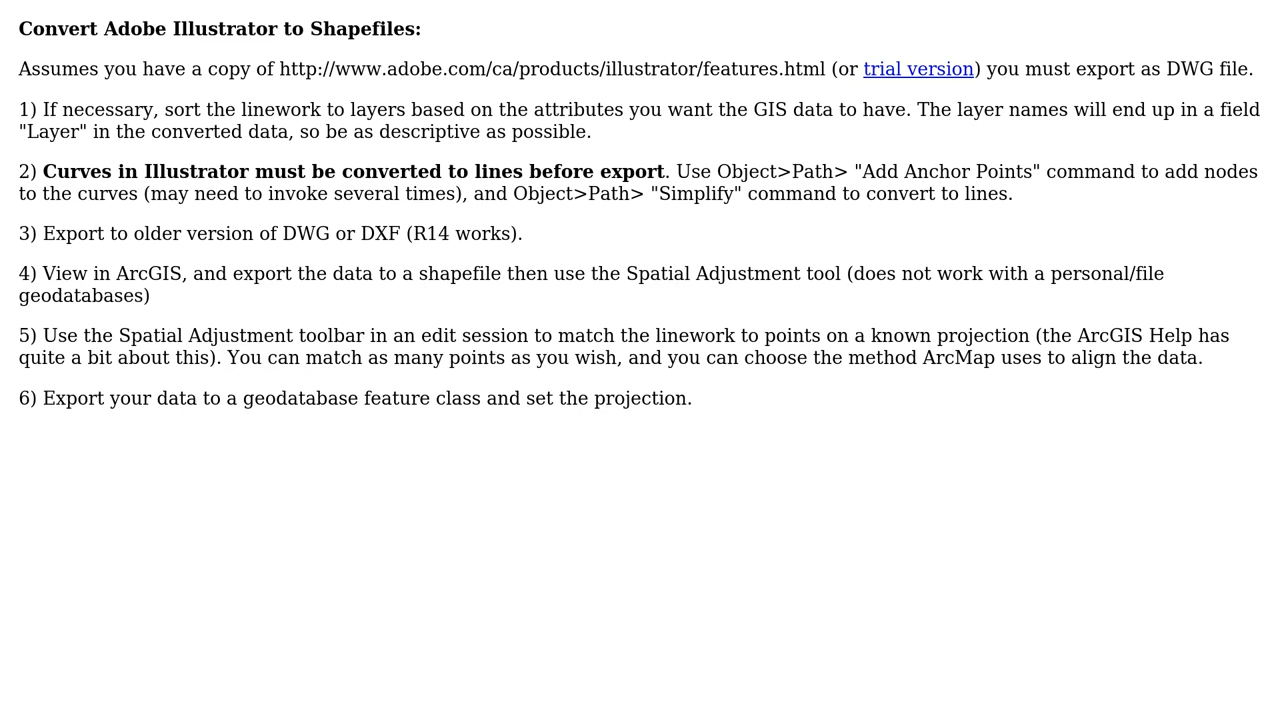 Convert Adobe Illustrator to Shapefiles:
Assumes you have a copy of http://www.adobe.com/ca/products/illustrator/features.html (or trial version) you must export as DWG file.
1) If necessary, sort the linework to layers based on the attributes you want the GIS data to have. The layer names will end up in a field
"Layer" in the converted data, so be as descriptive as possible.
2) Curves in Illustrator must be converted to lines before export. Use Object>Path> "Add Anchor Points" command to add nodes
to the curves (may need to invoke several times), and Object>Path> "Simplify" command to convert to lines.
3) Export to older version of DWG or DXF (R14 works).
4) View in ArcGIS, and export the data to a shapefile then use the Spatial Adjustment tool (does not work with a personal/file
geodatabases)
5) Use the Spatial Adjustment toolbar in an edit session to match the linework to points on a known projection (the ArcGIS Help has
quite a bit about this). You can match as many points as you wish, and you can choose the method ArcMap uses to align the data.
6) Export your data to a geodatabase feature class and set the projection.